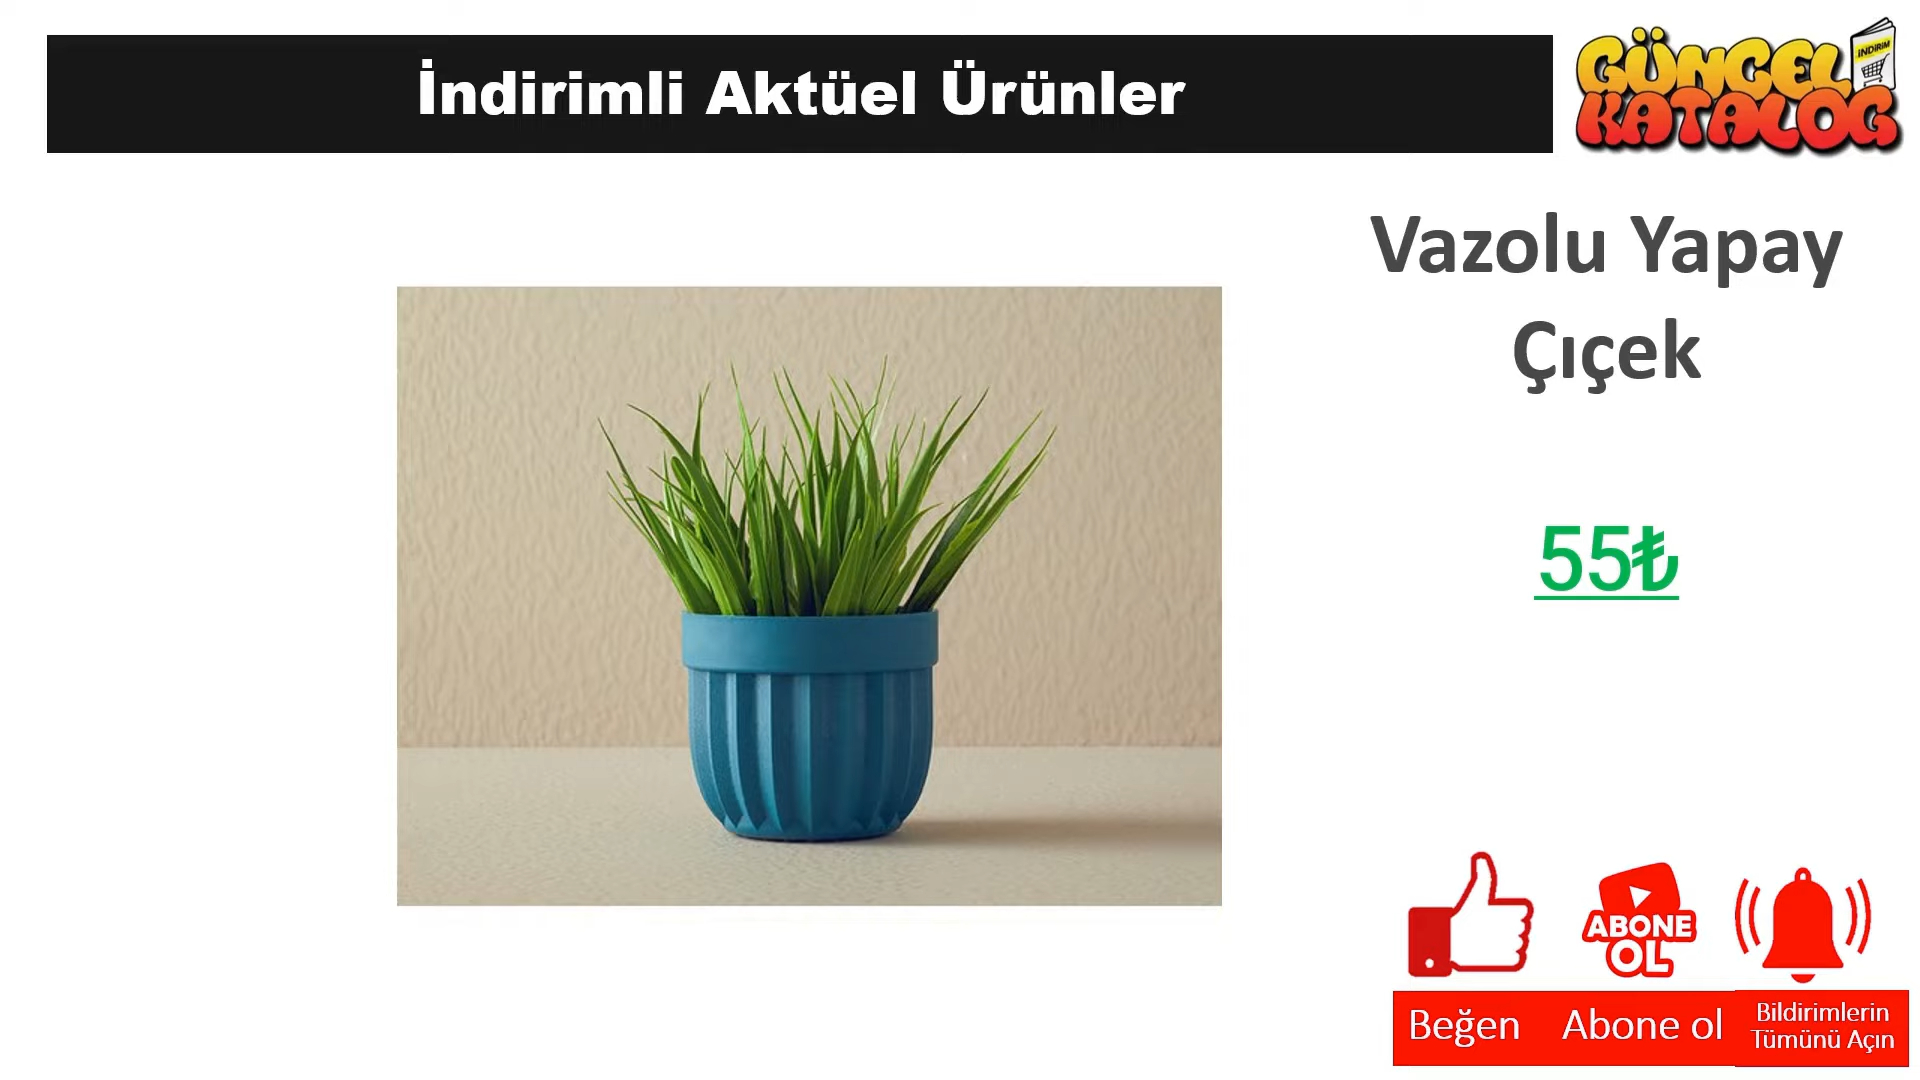 İndirimli Aktüel Ürünler
GÜNCEL
İNDİRİM
KATALOG
Vazolu Yapay
Çıçek
55₺
ABONE
OL
Beğen
Abone ol
Bildirimlerin
Tümünü Açın